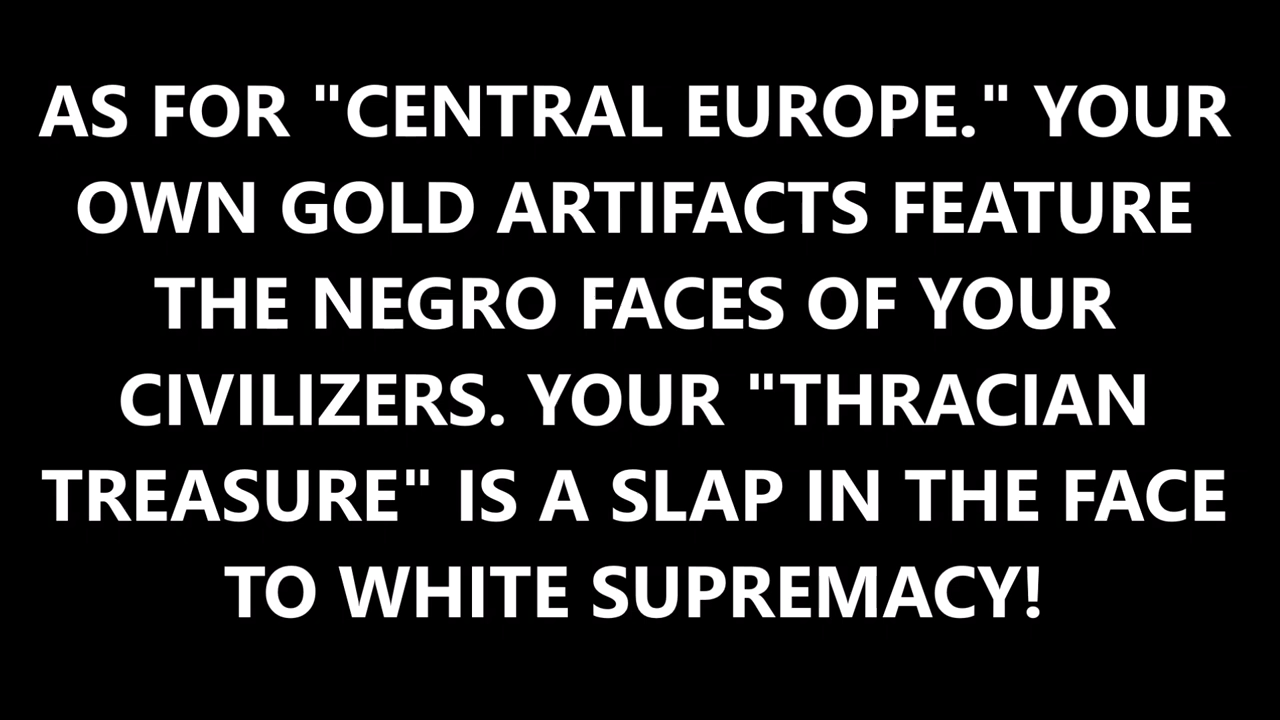 AS FOR "CENTRAL EUROPE." YOUR
OWN GOLD ARTIFACTS FEATURE
THE NEGRO FACES OF YOUR
CIVILIZERS. YOUR "THRACIAN
TREASURE" IS A SLAP IN THE FACE
TO WHITE SUPREMACY!